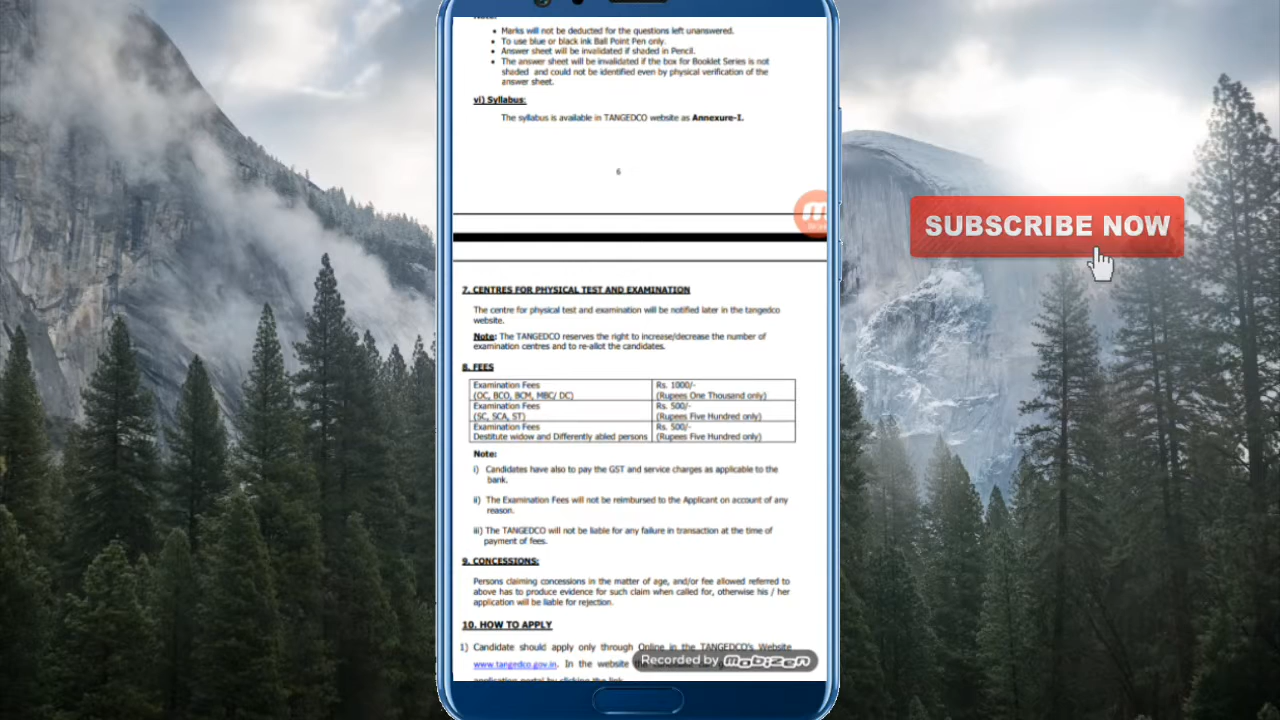 Note:
• Marks will not be deducted for the questions left unanswered.
• To use blue or black ink Ball Point Pen only.
• Answer sheet will be invalidated if shaded in Pencil.
• The answer sheet will be invalidated if the box for Booklet Series is not
shaded and could not be identified even by physical verification of the
answer sheet.
vi) Syllabus:
The syllabus is available in TANGEDCO website as Annexure-I.
6
SUBSCRIBE NOW
7. CENTRES FOR PHYSICAL TEST AND EXAMINATION
The centre for physical test and examination will be notified later in the tangedco
website.
Note: The TANGEDCO reserves the right to increase/decrease the number of
examination centres and to re-allot the candidates.
8. FEES
Examination Fees Rs. 1000/-
(OC, BCO, BCM, MBC/ DC) (Rupees One Thousand only)
Examination Fees Rs. 500/-
(SC, SCA, ST) (Rupees Five Hundred only)
Examination Fees Rs. 500/-
Destitute widow and Differently abled persons (Rupees Five Hundred only)
Note:
i) Candidates have also to pay the GST and service charges as applicable to the
bank.
ii) The Examination Fees will not be reimbursed to the Applicant on account of any
reason.
iii) The TANGEDCO will not be liable for any failure in transaction at the time of
payment of fees.
9. CONCESSIONS:
Persons claiming concessions in the matter of age, and/or fee allowed referred to
above has to produce evidence for such claim when called for, otherwise his / her
application will be liable for rejection.
10. HOW TO APPLY
1) Candidate should apply only through Online in the TANGEDCO's Website
www.tangedco.gov.in. In the website
Recorded by mobizen
application portal by clicking the link